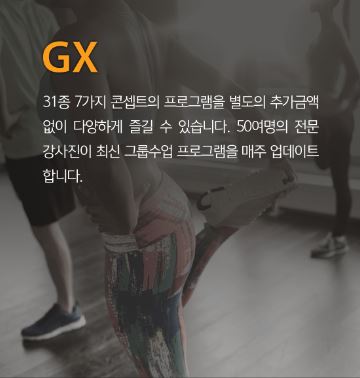 GX
31종 7가지 콘셉트의 프로그램을 별도의 추가금액
없이 다양하게 즐길 수 있습니다. 50여명의 전문
강사진이 최신 그룹수업 프로그램을 매주 업데이트
합니다.